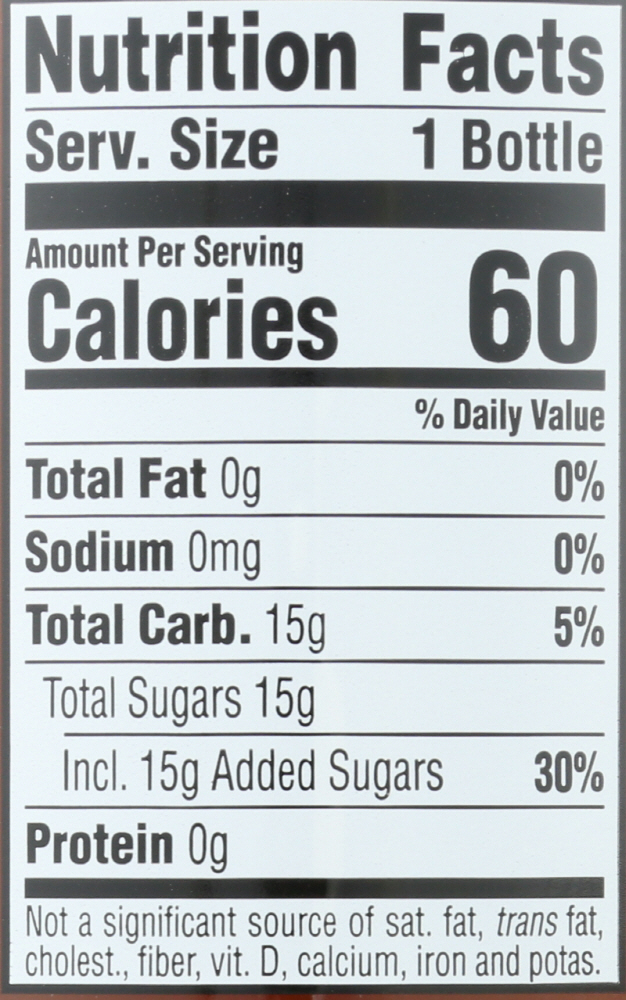 Nutrition Facts
Serv. Size 1 Bottle
Amount Per Serving
Calories 60
% Daily Value
Total Fat 0g 0%
Sodium 0mg 0%
Total Carb. 15g 5%
Total Sugars 15g
Incl. 15g Added Sugars 30%
Protein 0g
Not a significant source of sat. fat, trans fat,
cholest., fiber, vit. D, calcium, iron and potas.